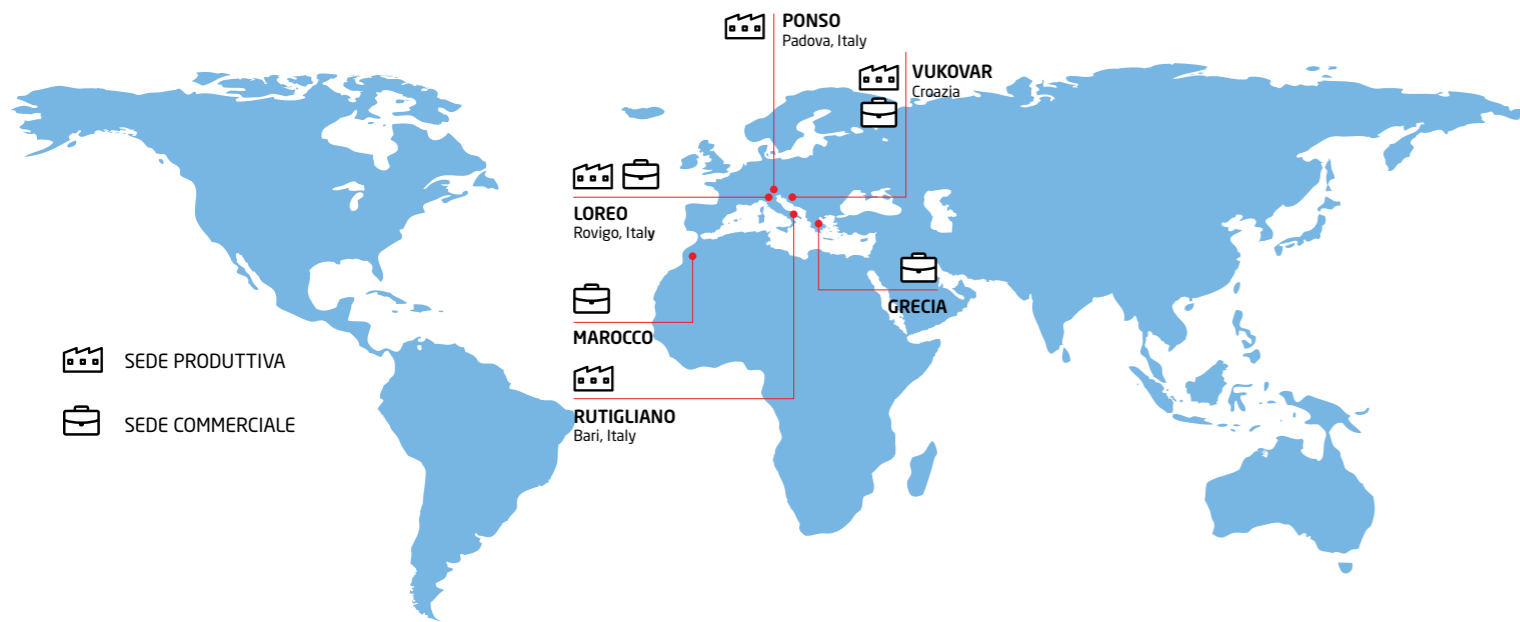 PONSO
Padova, Italy
VUKOVAR
Croazia
LOREO
Rovigo, Italy
GRECIA
MAROCCO
SEDE PRODUTTIVA
RUTIGLIANO
Bari, Italy
SEDE COMMERCIALE